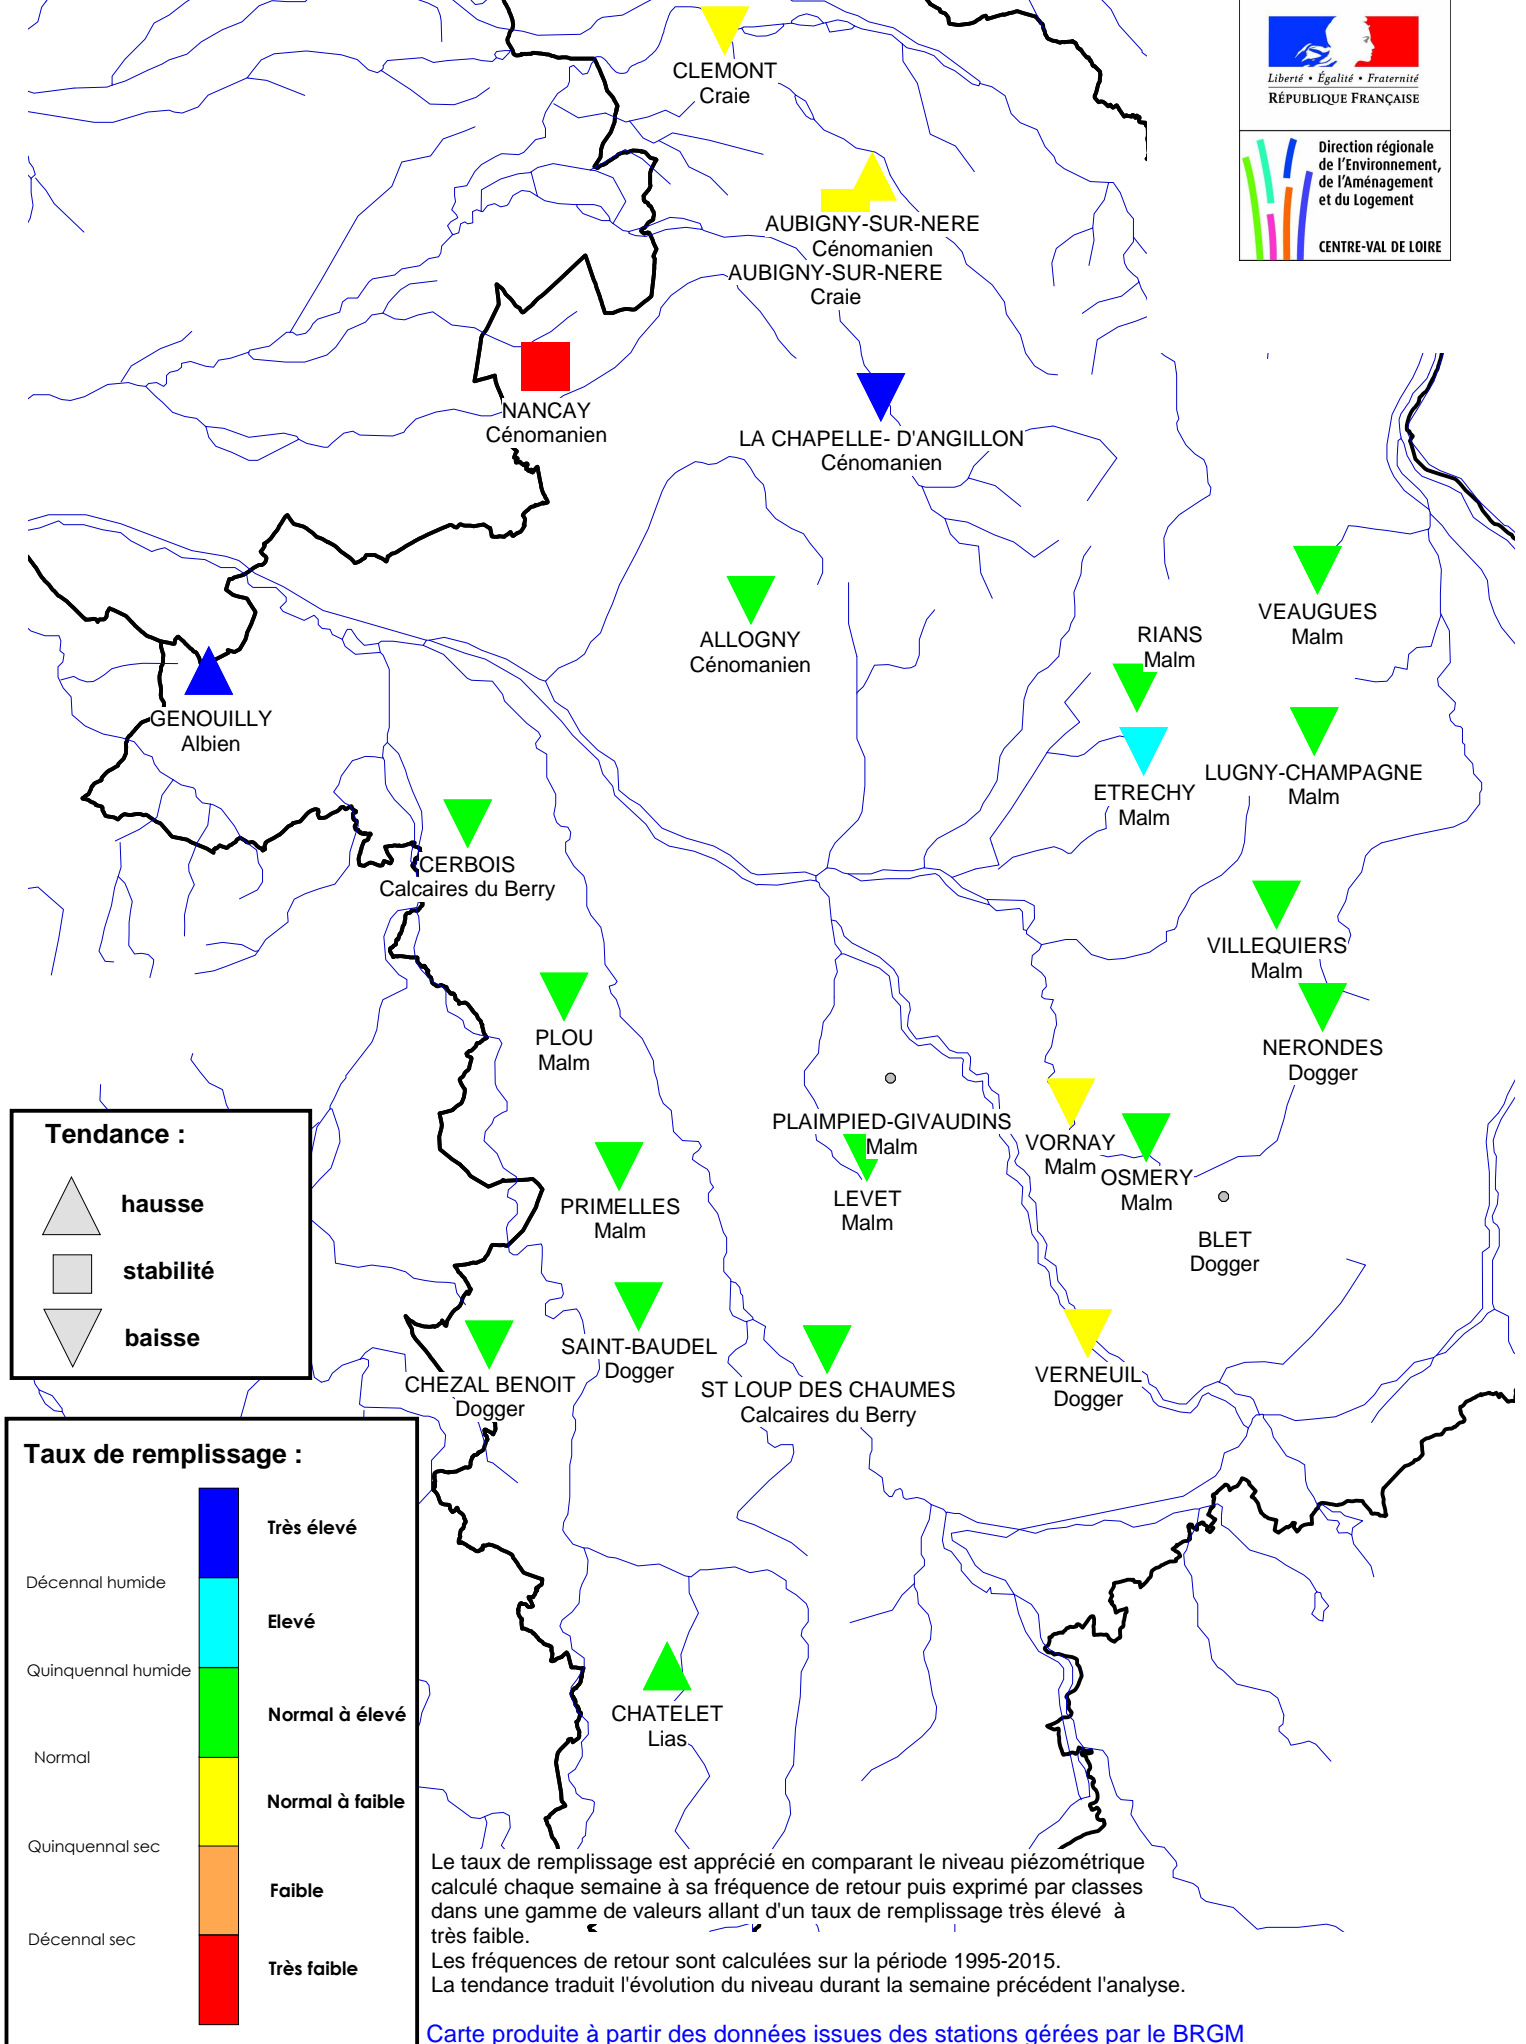 CLEMONT
Craie
Liberté • Égalité • Fraternité
RÉPUBLIQUE FRANÇAISE
Direction régionale
de l'Environnement,
de l'Aménagement
et du Logement
CENTRE-VAL DE LOIRE
AUBIGNY-SUR-NERE
Cénomanien
AUBIGNY-SUR-NERE
Craie
NANCAY
Cénomanien
LA CHAPELLE- D'ANGILLON
Cénomanien
VEAUGUES
Malm
ALLOGNY
Cénomanien
RIANS
Malm
GENOUILLY
Albien
LUGNY-CHAMPAGNE
Malm
ETRECHY
Malm
CERBOIS
Calcaires du Berry
VILLEQUIERS
Malm
PLOU
Malm
NERONDES
Dogger
PLAIMPIED-GIVAUDINS
Malm
VORNAY
Malm
OSMERY
Malm
PRIMELLES
Malm
LEVET
Malm
BLET
Dogger
SAINT-BAUDEL
Dogger
CHEZAL BENOIT
Dogger
ST LOUP DES CHAUMES
Calcaires du Berry
VERNEUIL
Dogger
CHATELET
Lias
Tendance :
hausse
stabilité
baisse
Taux de remplissage :
Très élevé
Décennal humide
Elevé
Quinquennal humide
Normal à élevé
Normal
Normal à faible
Quinquennal sec
Faible
Décennal sec
Très faible
Le taux de remplissage est apprécié en comparant le niveau piézométrique
calculé chaque semaine à sa fréquence de retour puis exprimé par classes
dans une gamme de valeurs allant d'un taux de remplissage très élevé à
très faible.
Les fréquences de retour sont calculées sur la période 1995-2015.
La tendance traduit l'évolution du niveau durant la semaine précédent l'analyse.
Carte produite à partir des données issues des stations gérées par le BRGM